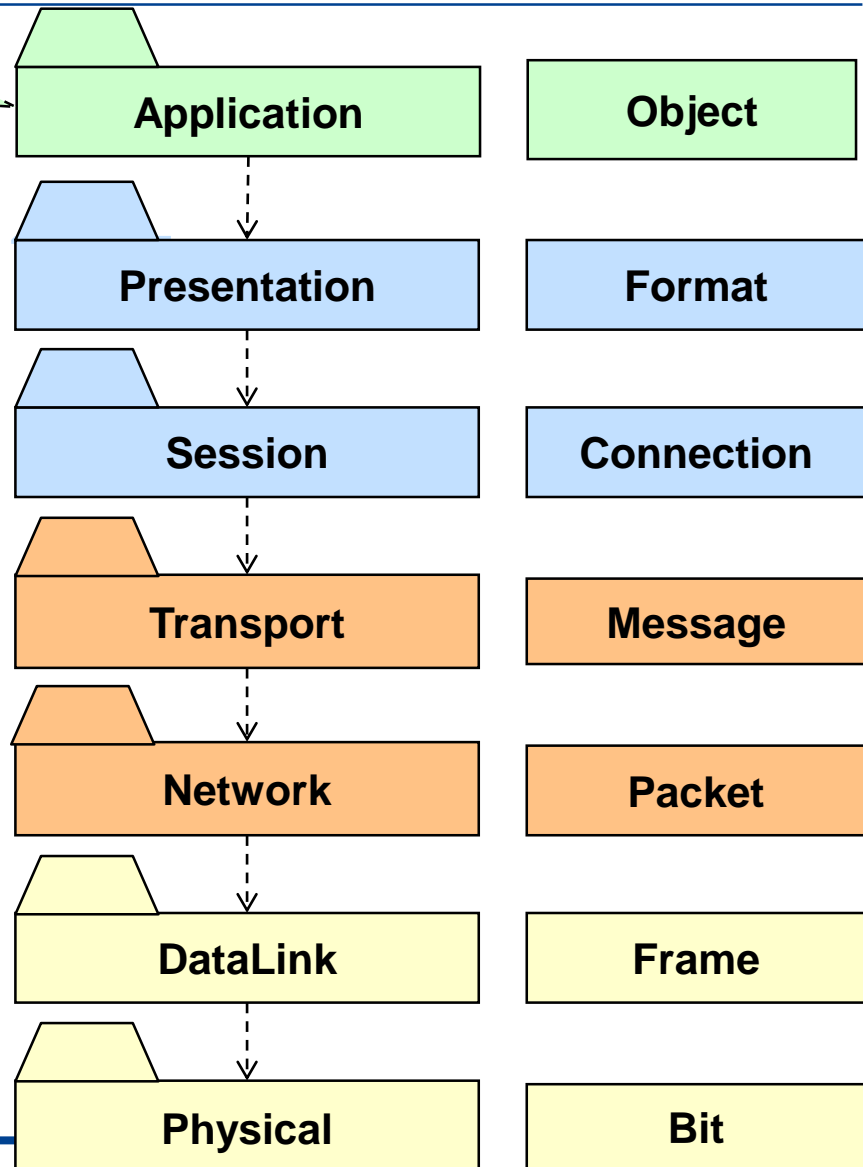 Application
Object
Presentation
Format
Session
Connection
Transport
Message
Network
Packet
DataLink
Frame
Physical
Bit